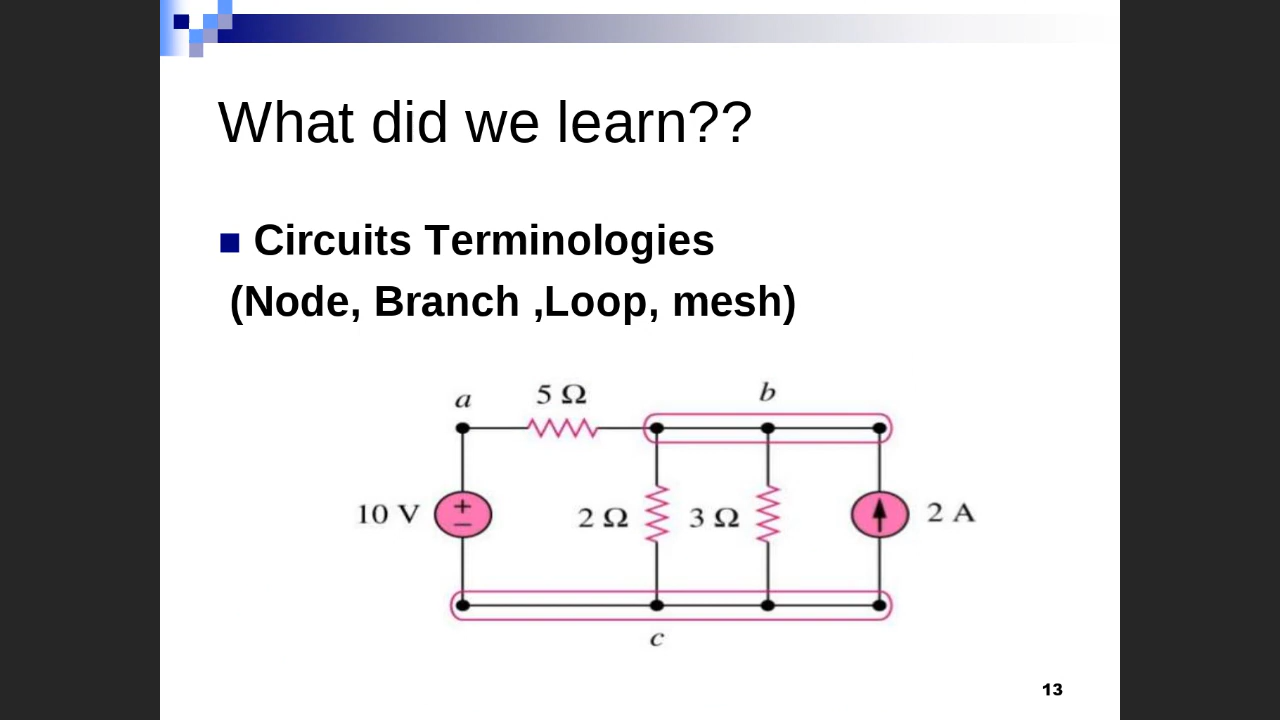 What did we learn??
Circuits Terminologies
(Node, Branch ,Loop, mesh)
a
5 Ω
b
10 V
+
−
2 Ω
3 Ω
2 A
c
13